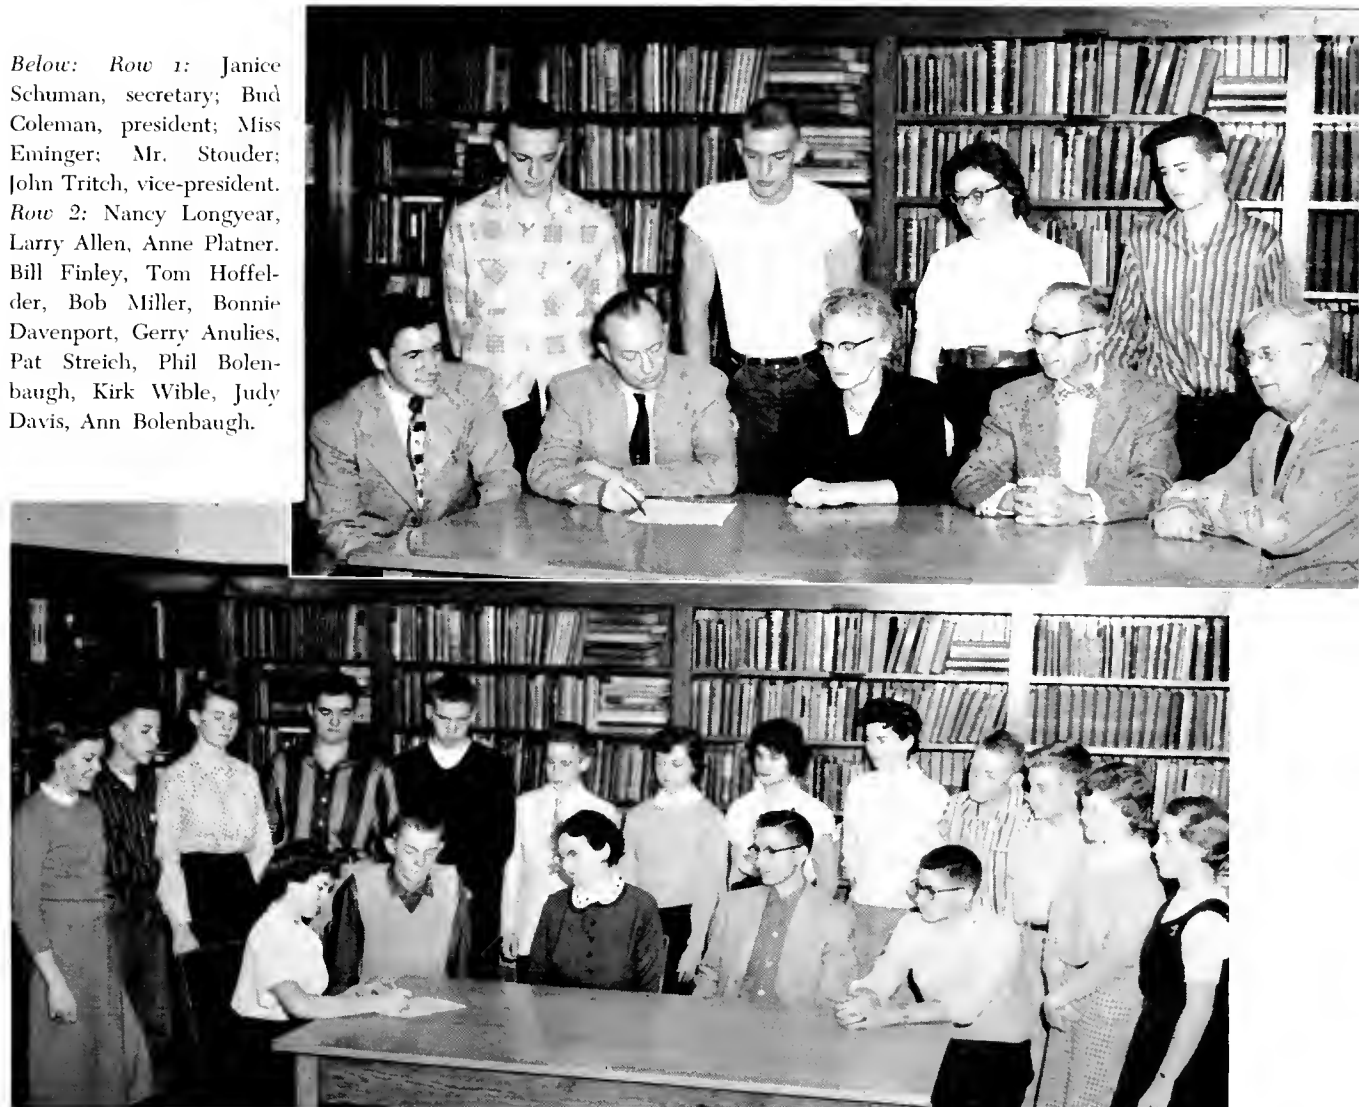 Below: Row 1: Janice
Schuman, secretary; Bud
Coleman, president; Miss
Eminger; Mr. Stouder;
John Tritch, vice-president.
Row 2: Nancy Longyear,
Larry Allen, Anne Platner.
Bill Finley, Tom Hoffel-
der, Bob Miller, Bonnie
Davenport, Gerry Anulies,
Pat Streich, Phil Bolen-
baugh, Kirk Wible, Judy
Davis, Ann Bolenbaugh.